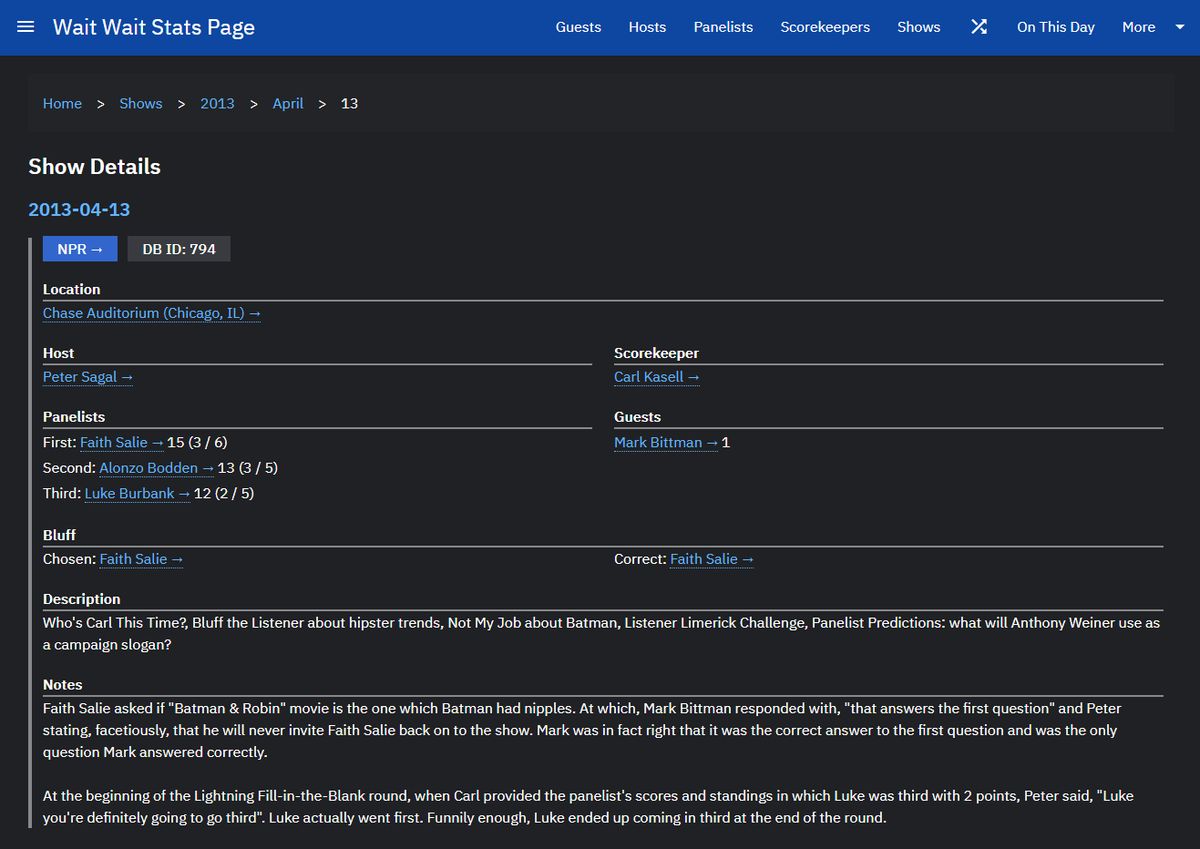 Wait Wait Stats Page
Guests Hosts Panelists Scorekeepers Shows On This Day More
Home > Shows > 2013 > April > 13
Show Details
2013-04-13
NPR → DB ID: 794
Location
Chase Auditorium (Chicago, IL) →
Host
Peter Sagal →
Scorekeeper
Carl Kasell →
Panelists
First: Faith Salie → 15 (3 / 6)
Second: Alonzo Bodden → 13 (3 / 5)
Third: Luke Burbank → 12 (2 / 5)
Guests
Mark Bittman → 1
Bluff
Chosen: Faith Salie →
Correct: Faith Salie →
Description
Who's Carl This Time?, Bluff the Listener about hipster trends, Not My Job about Batman, Listener Limerick Challenge, Panelist Predictions: what will Anthony Weiner use as
a campaign slogan?
Notes
Faith Salie asked if "Batman & Robin" movie is the one which Batman had nipples. At which, Mark Bittman responded with, "that answers the first question" and Peter
stating, facetiously, that he will never invite Faith Salie back on to the show. Mark was in fact right that it was the correct answer to the first question and was the only
question Mark answered correctly.
At the beginning of the Lightning Fill-in-the-Blank round, when Carl provided the panelist's scores and standings in which Luke was third with 2 points, Peter said, "Luke
you're definitely going to go third". Luke actually went first. Funnily enough, Luke ended up coming in third at the end of the round.